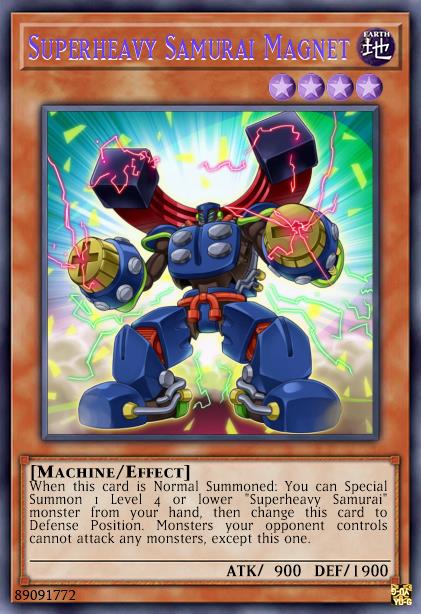 Superheavy Samurai Magnet
EARTH
地
[Machine/Effect]
When this card is Normal Summoned: You can Special
Summon 1 Level 4 or lower "Superheavy Samurai"
monster from your hand, then change this card to
Defense Position. Monsters your opponent controls
cannot attack any monsters, except this one.
ATK/ 900 DEF/1900
89091772